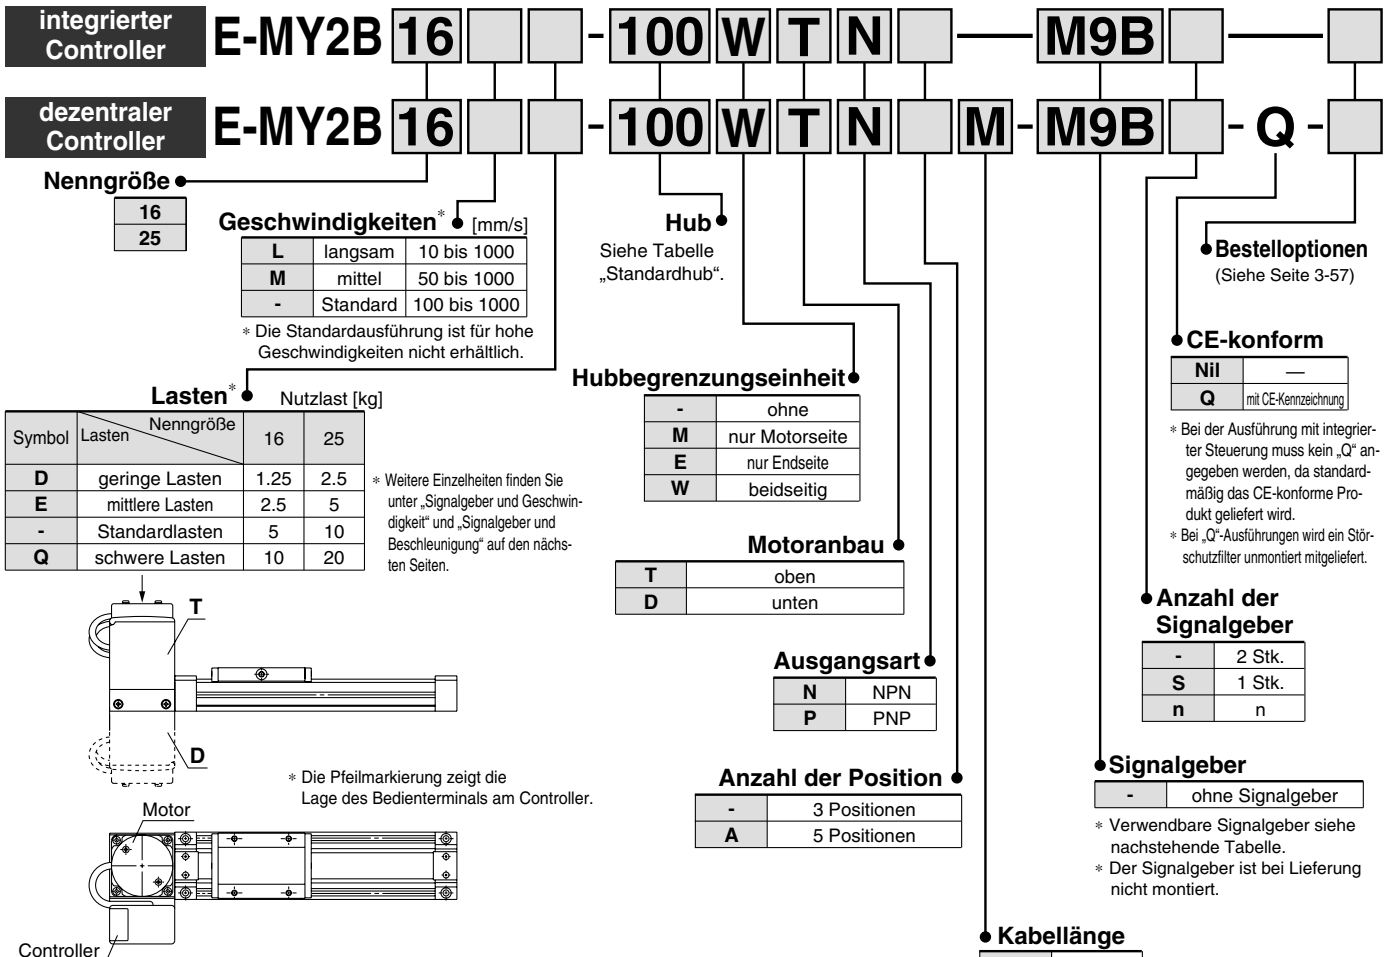 integrierter
Controller
E-MY2B 16 - 100 W T N — M9B —
dezentraler
Controller
E-MY2B 16 - 100 W T N M - M9B - Q -
Nenngröße
16
25
Geschwindigkeiten* [mm/s]
L langsam 10 bis 1000
M mittel 50 bis 1000
- Standard 100 bis 1000
* Die Standardausführung ist für hohe
Geschwindigkeiten nicht erhältlich.
Hub
Siehe Tabelle
„Standardhub“.
Bestelloptionen
(Siehe Seite 3-57)
CE-konform
Nil —
Q mit CE-Kennzeichnung
* Bei der Ausführung mit integrier-
ter Steuerung muss kein „Q“ an-
gegeben werden, da standard-
mäßig das CE-konforme Pro-
dukt geliefert wird.
* Bei „Q“-Ausführungen wird ein Stör-
schutzfilter unmontiert mitgeliefert.
Lasten* Nutzlast [kg]
Symbol Lasten Nenngröße 16 25
D geringe Lasten 1.25 2.5
E mittlere Lasten 2.5 5
- Standardlasten 5 10
Q schwere Lasten 10 20
* Weitere Einzelheiten finden Sie
unter „Signalgeber und Geschwin-
digkeit“ und „Signalgeber und
Beschleunigung“ auf den nächs-
ten Seiten.
Hubbegrenzungseinheit
- ohne
M nur Motorseite
E nur Endseite
W beidseitig
Motoranbau
T oben
D unten
Ausgangsart
N NPN
P PNP
Anzahl der Position
- 3 Positionen
A 5 Positionen
Anzahl der
Signalgeber
- 2 Stk.
S 1 Stk.
n n
Signalgeber
- ohne Signalgeber
* Verwendbare Signalgeber siehe
nachstehende Tabelle.
* Der Signalgeber ist bei Lieferung
nicht montiert.
T
D
* Die Pfeilmarkierung zeigt die
Lage des Bedienterminals am Controller.
Motor
Controller
Kabellänge